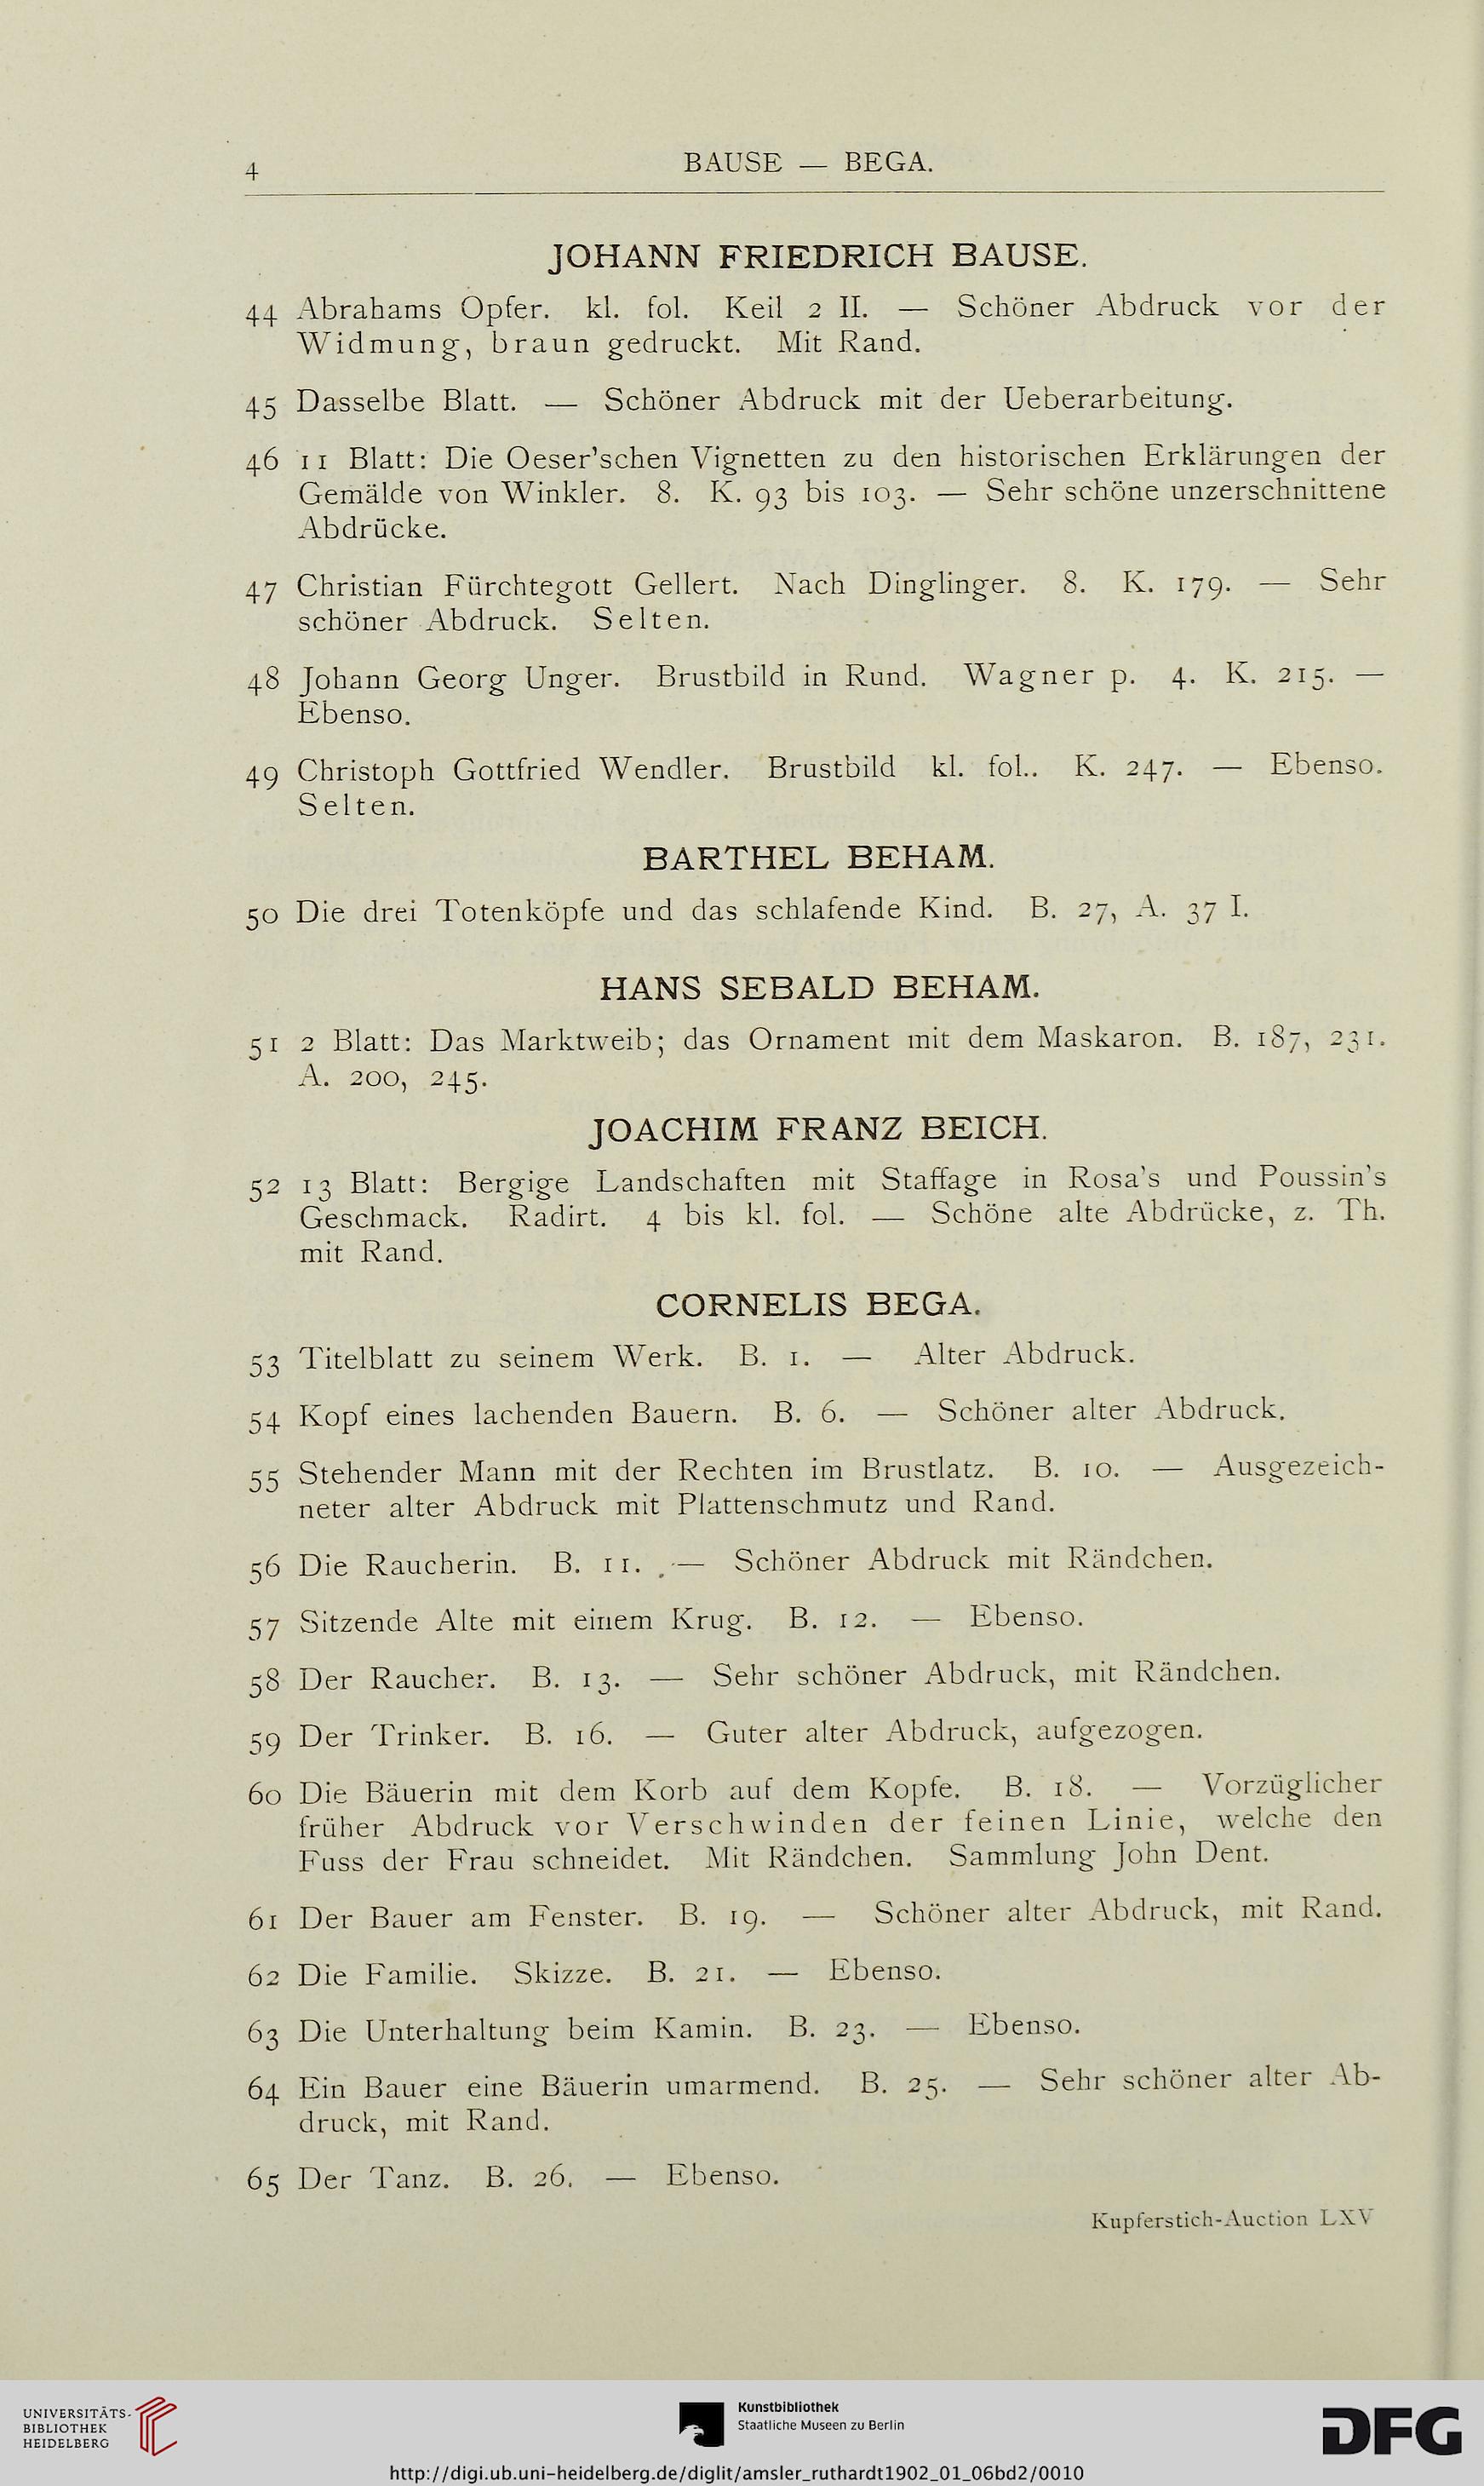 4
BAUSE — BEGA.
JOHANN FRIEDRICH BAUSE.
44 Abrahams Opfer. kl. fol. Keil 2 II. — Schöner Abdruck vor der
Widmung, braun gedruckt. Mit Rand.
45 Dasselbe Blatt. — Schöner Abdruck mit der Ueberarbeitung.
46 11 Blatt: Die Oeser'schen Vignetten zu den historischen Erklärungen der
Gemälde von Winkler. 8. K. 93 bis 103. — Sehr schöne unzerschnittene
Abdrücke.
47 Christian Fürchtegott Gellert. Nach Dinglinger. 8. K. 179. — Sehr
schöner Abdruck. Selten.
48 Johann Georg Unger. Brustbild in Rund. Wagner p. 4. K. 215. —
Ebenso.
49 Christoph Gottfried Wendler. Brustbild kl. fol.. K. 247. — Ebenso.
Selten.
BARTHEL BEHAM.
50 Die drei Totenköpfe und das schlafende Kind. B. 27, A. 37 I.
HANS SEBALD BEHAM.
51 2 Blatt: Das Marktweib; das Ornament mit dem Maskaron. B. 187, 231.
A. 200, 245.
JOACHIM FRANZ BEICH.
52 13 Blatt: Bergige Landschaften mit Staffage in Rosa's und Poussin's
Geschmack. Radirt. 4 bis kl. fol. — Schöne alte Abdrücke, z. Th.
mit Rand.
CORNELIS BEGA.
53 Titelblatt zu seinem Werk. B. 1. — Alter Abdruck.
54 Kopf eines lachenden Bauern. B. 6. — Schöner alter Abdruck.
55 Stehender Mann mit der Rechten im Brustlatz. B. 10. — Ausgezeich-
neter alter Abdruck mit Plattenschmutz und Rand.
56 Die Raucherin. B. 11. — Schöner Abdruck mit Rändchen.
57 Sitzende Alte mit einem Krug. B. 12. — Ebenso.
58 Der Raucher. B. 13. — Sehr schöner Abdruck, mit Rändchen.
59 Der Trinker. B. 16. — Guter alter Abdruck, aufgezogen.
60 Die Bäuerin mit dem Korb auf dem Kopfe. B. 18. — Vorzüglicher
früher Abdruck vor Verschwinden der feinen Linie, welche den
Fuss der Frau schneidet. Mit Rändchen. Sammlung John Dent.
61 Der Bauer am Fenster. B. 19. — Schöner alter Abdruck, mit Rand.
62 Die Familie. Skizze. B. 21. — Ebenso.
63 Die Unterhaltung beim Kamin. B. 23. — Ebenso.
64 Ein Bauer eine Bäuerin umarmend. B. 25. — Sehr schöner alter Ab-
druck, mit Rand.
65 Der Tanz. B. 26. — Ebenso.
Kupferstich-Auction LXV
UNIVERSITÄTS-
BIBLIOTHEK
HEIDELBERG
Kunstbibliothek
Staatliche Museen zu Berlin
DFG
http://digi.ub.uni-heidelberg.de/diglit/amsler_ruthardt1902_01_06bd2/0010